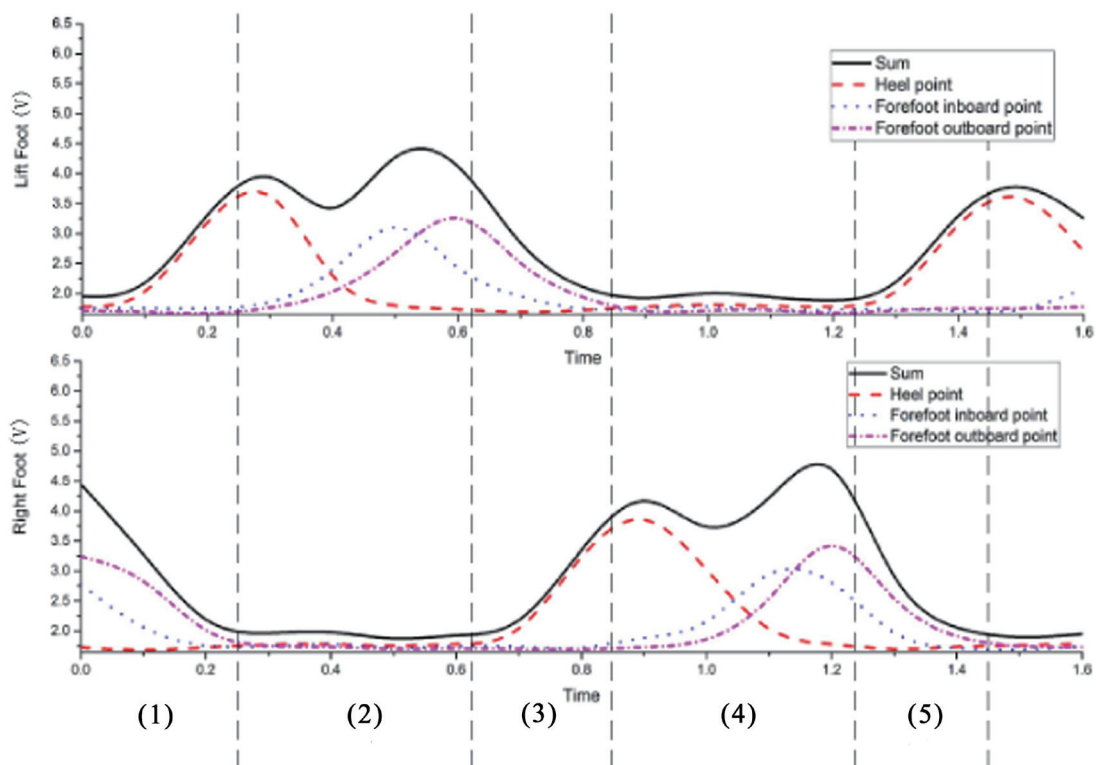 6.5
6.0
5.5
5.0
4.5
4.0
3.5
3.0
2.5
2.0
Lift Foot (V)
Sum
Heel point
Forefoot inboard point
Forefoot outboard point
0.0 0.2 0.4 0.6 0.8 1.0 1.2 1.4 1.6
Time
6.5
6.0
5.5
5.0
4.5
4.0
3.5
3.0
2.5
2.0
Right Foot (V)
Sum
Heel point
Forefoot inboard point
Forefoot outboard point
0.0 0.2 0.4 0.6 0.8 1.0 1.2 1.4 1.6
Time
(1) (2) (3) (4) (5)